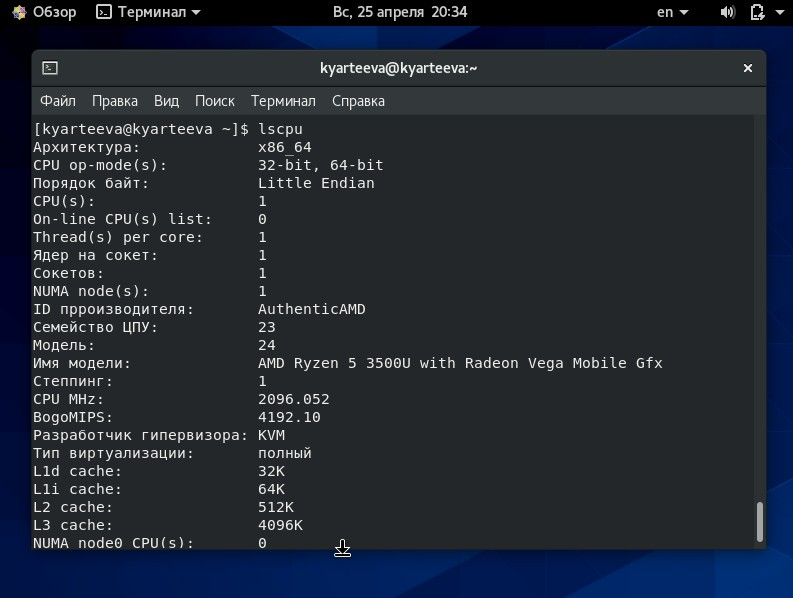 Обзор Терминал Вс, 25 апреля 20:34 en
kyarteeva@kyarteeva:~
Файл Правка Вид Поиск Терминал Справка
[kyarteeva@kyarteeva ~]$ lscpu
Архитектура: x86_64
CPU op-mode(s): 32-bit, 64-bit
Порядок байт: Little Endian
CPU(s): 1
On-line CPU(s) list: 0
Thread(s) per core: 1
Ядер на сокет: 1
Сокетов: 1
NUMA node(s): 1
ID прроизводителя: AuthenticAMD
Семейство ЦПУ: 23
Модель: 24
Имя модели: AMD Ryzen 5 3500U with Radeon Vega Mobile Gfx
Степпинг: 1
CPU MHz: 2096.052
BogoMIPS: 4192.10
Разработчик гипервизора: KVM
Тип виртуализации: полный
L1d cache: 32K
L1i cache: 64K
L2 cache: 512K
L3 cache: 4096K
NUMA node0 CPU(s): 0